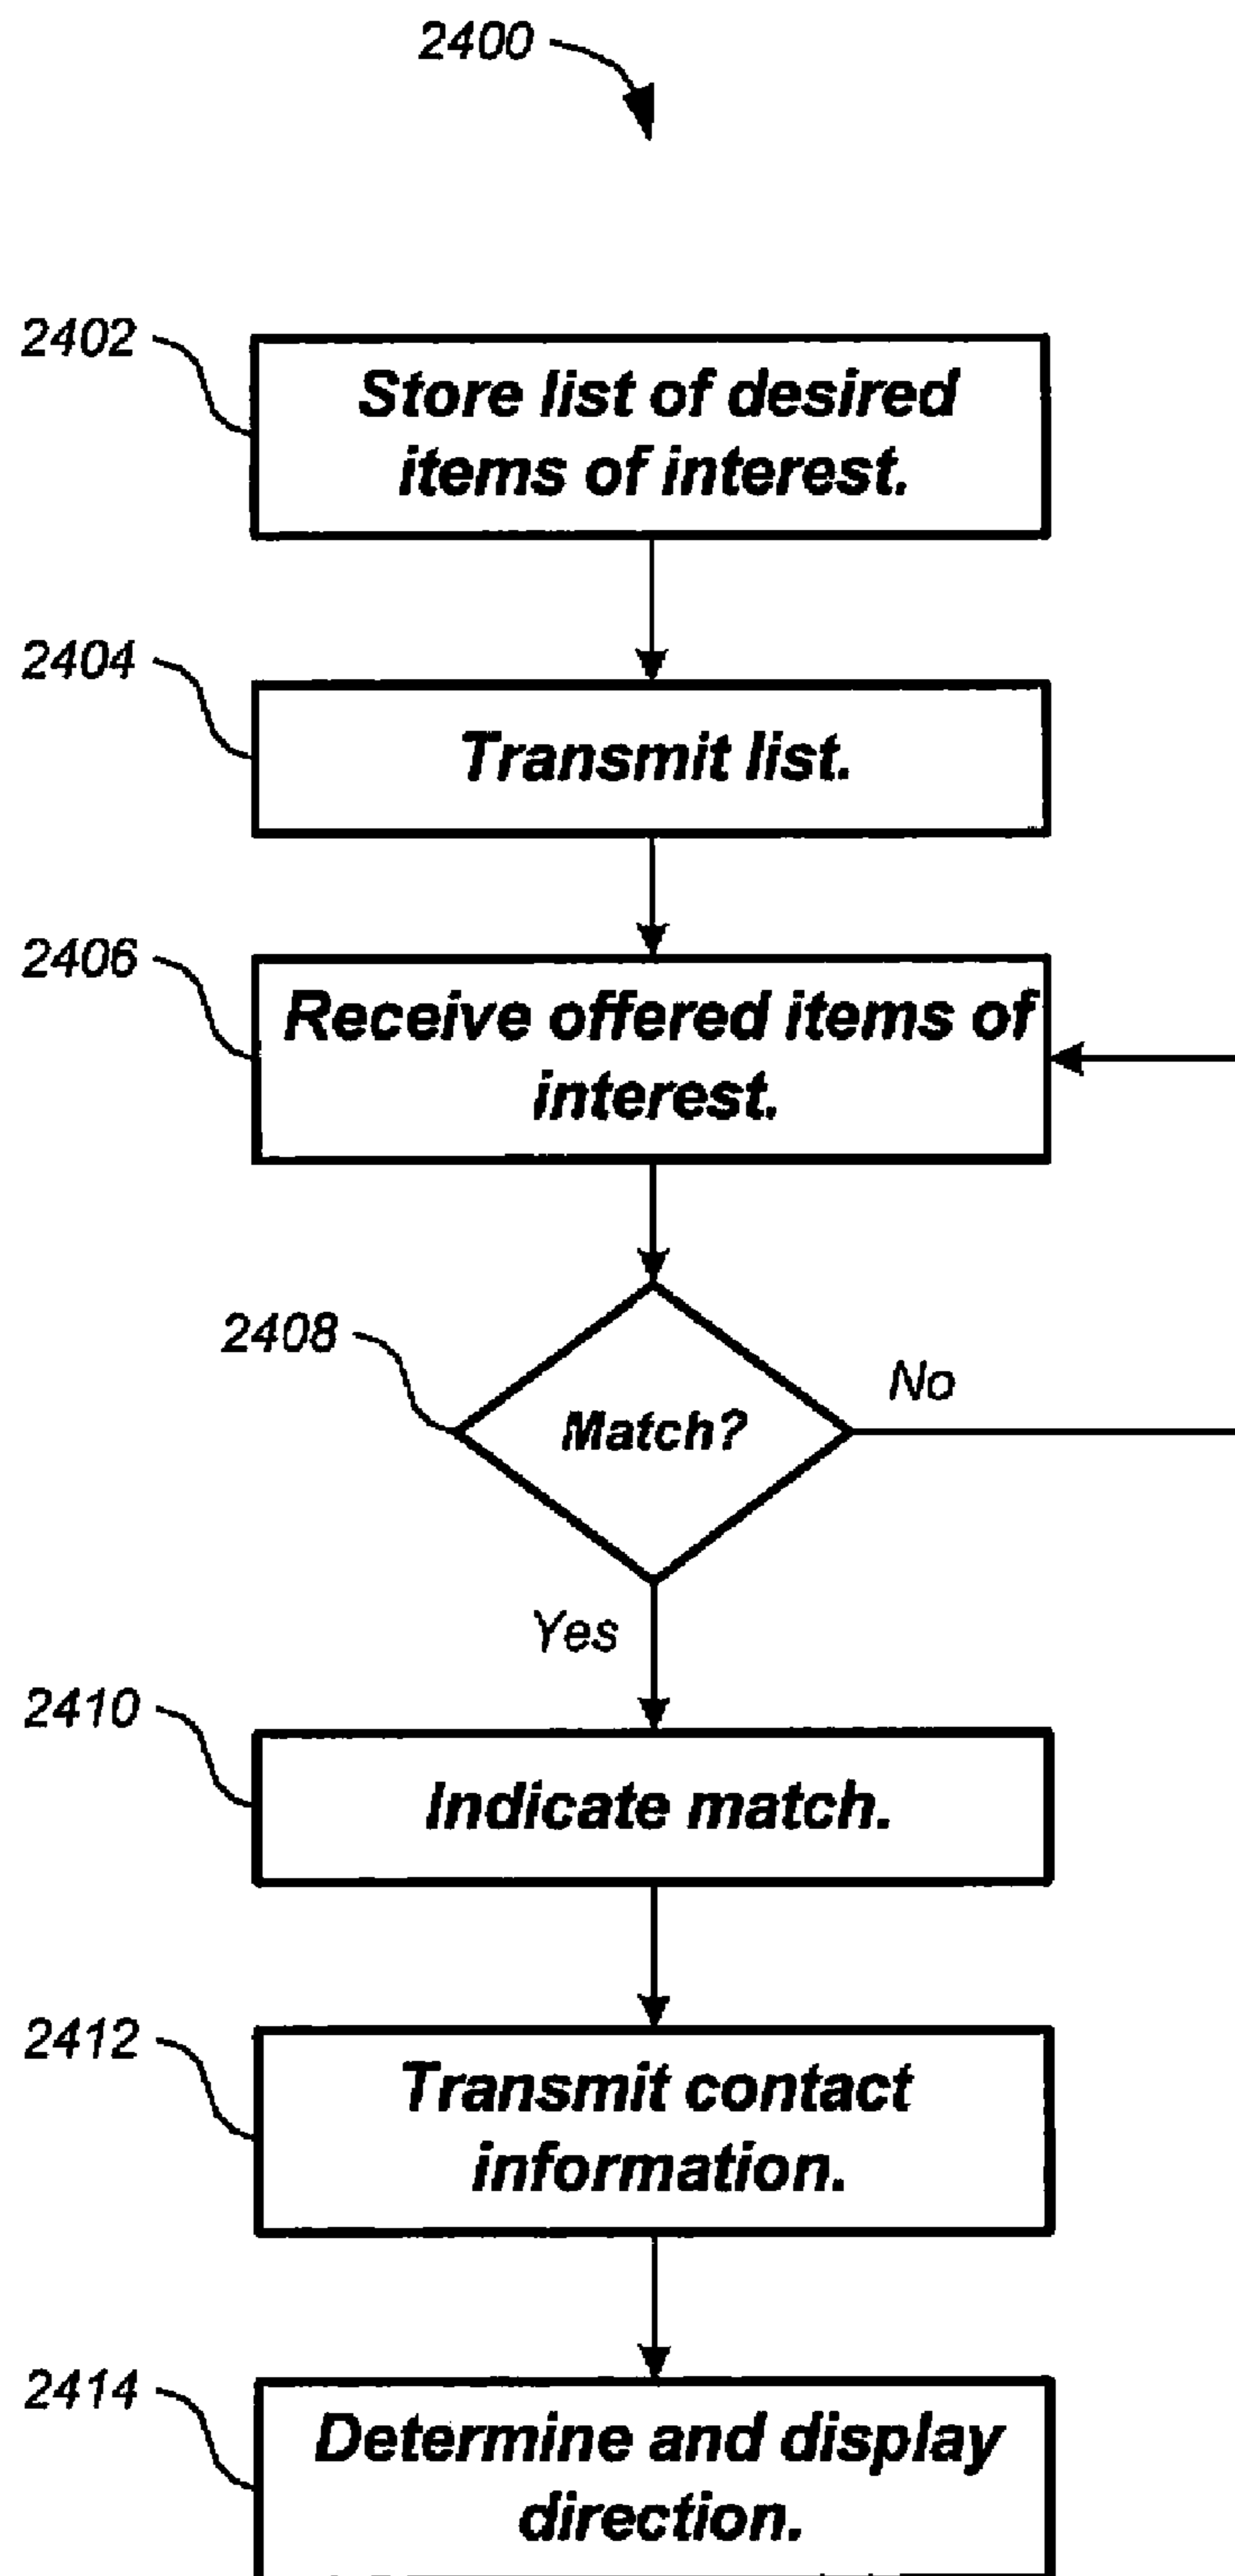 2400
2402
Store list of desired
items of interest.
2404
Transmit list.
2406
Receive offered items of
interest.
2408
Match?
No
Yes
2410
Indicate match.
2412
Transmit contact
information.
2414
Determine and display
direction.